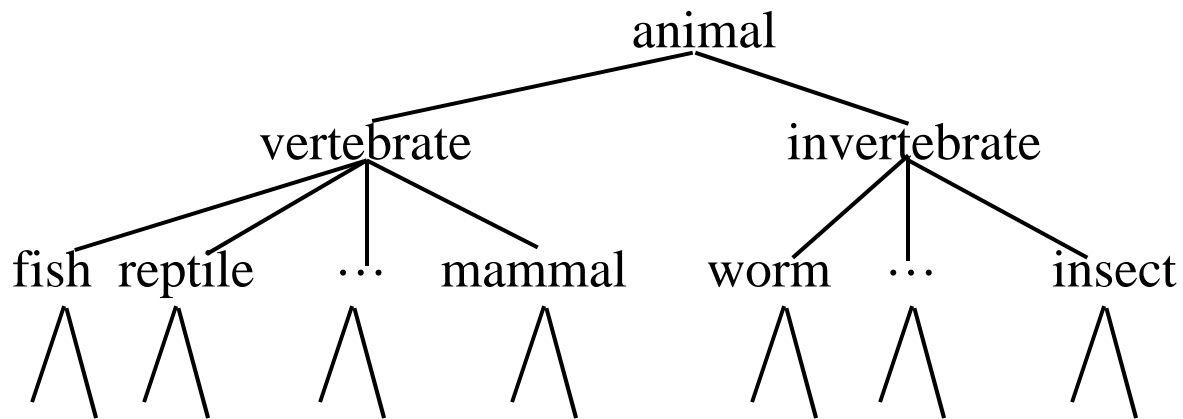 animal
vertebrate invertebrate
fish reptile ... mammal worm ... insect